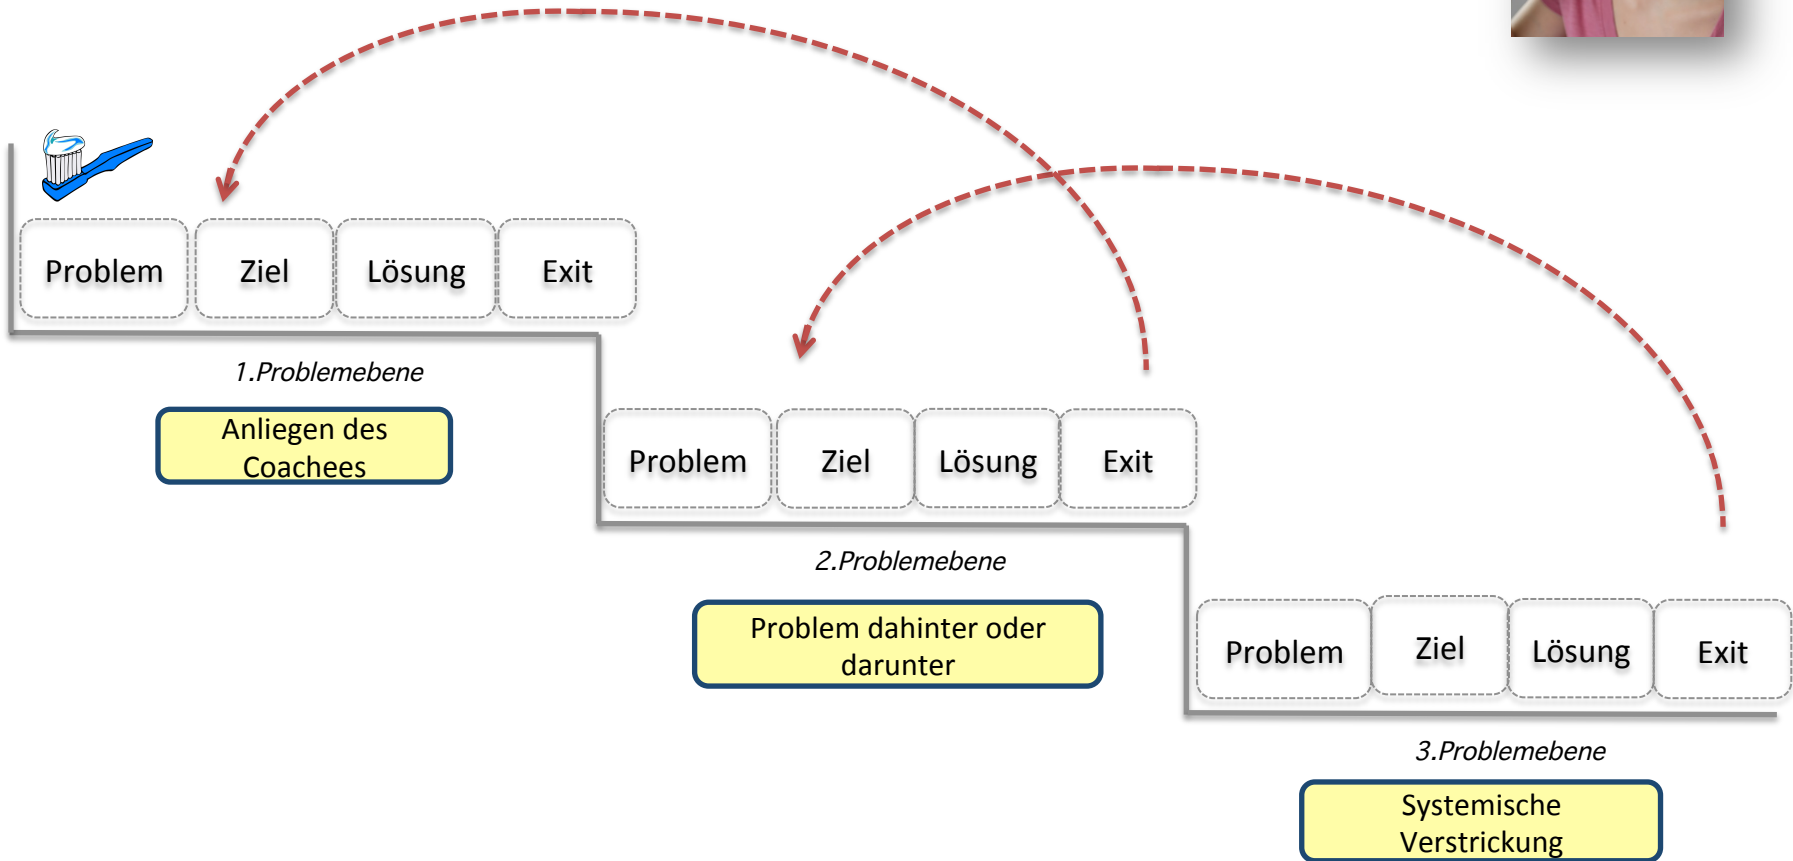 Problem
Ziel
Lösung
Exit
1.Problemebene
Anliegen des
Coachees
Problem
Ziel
Lösung
Exit
2.Problemebene
Problem dahinter oder
darunter
Problem
Ziel
Lösung
Exit
3.Problemebene
Systemische
Verstrickung